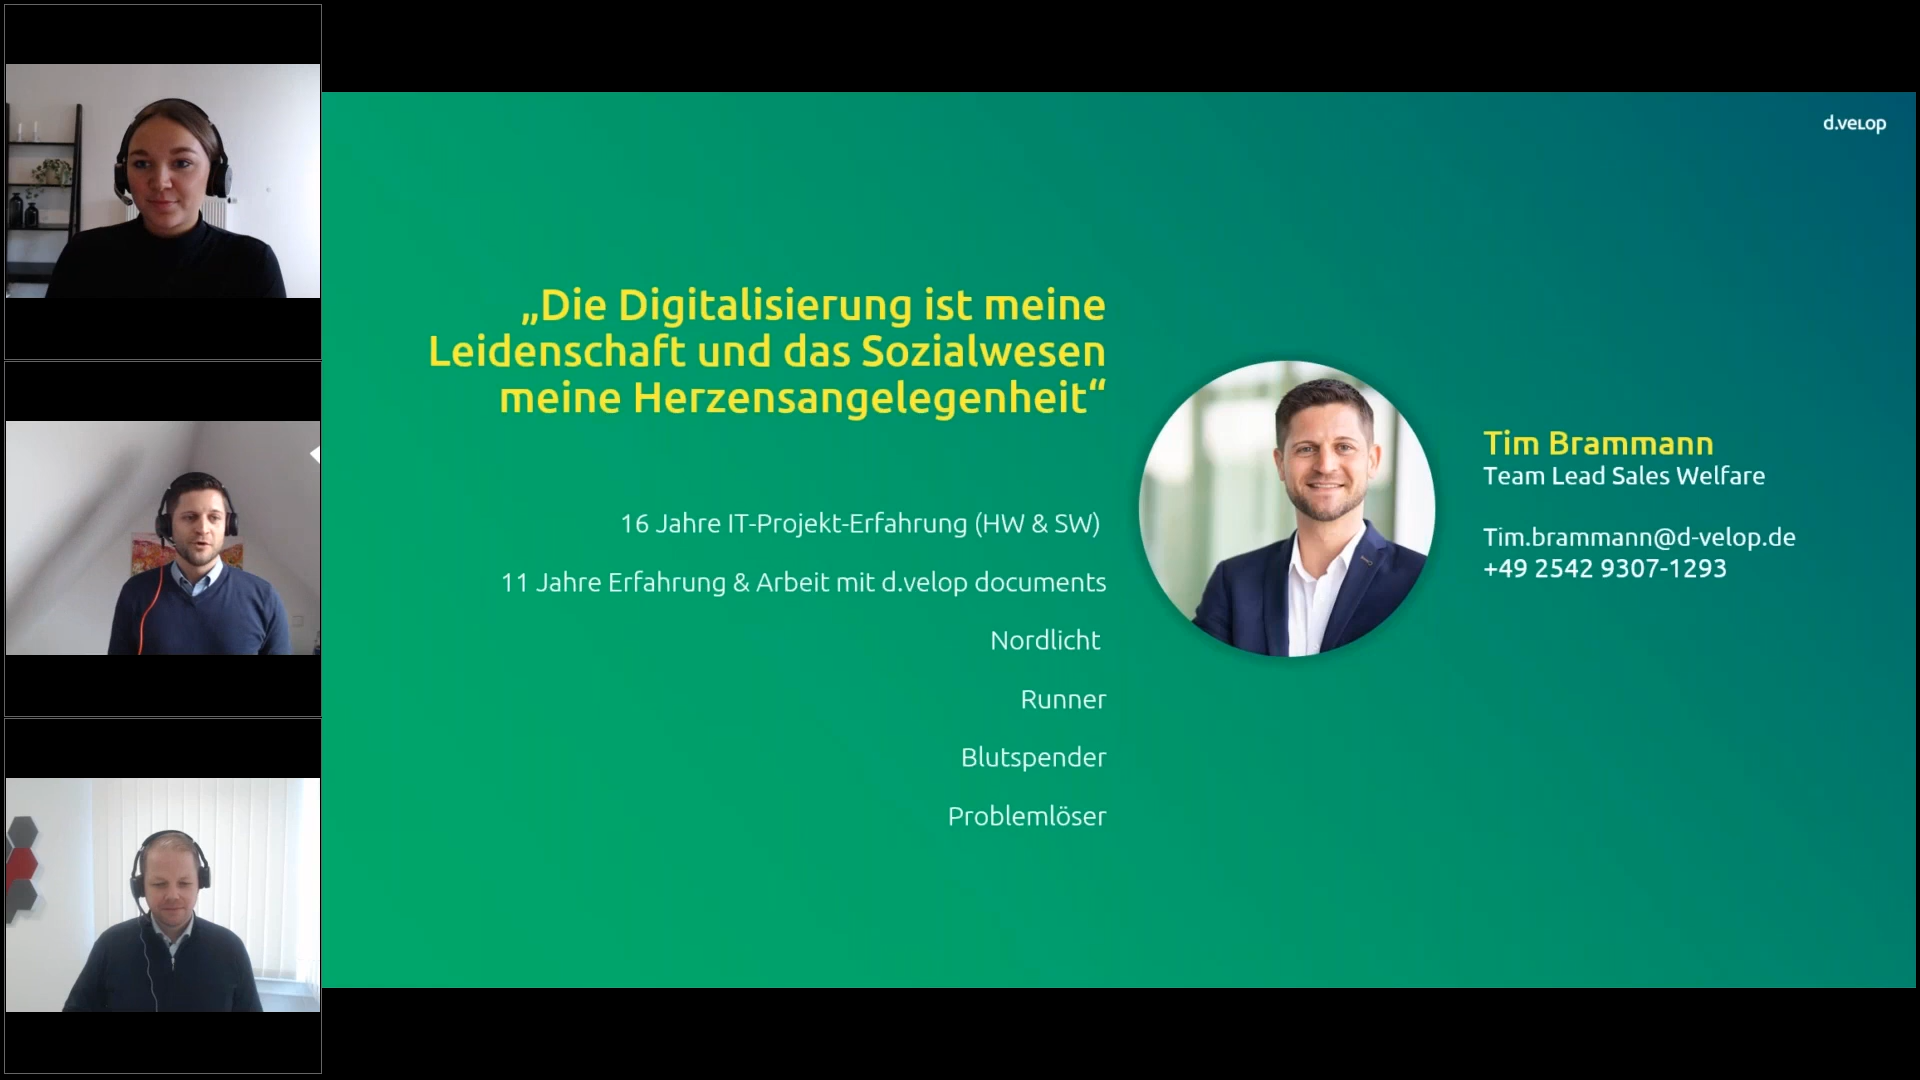 d.velop
„Die Digitalisierung ist meine
Leidenschaft und das Sozialwesen
meine Herzensangelegenheit“
16 Jahre IT-Projekt-Erfahrung (HW & SW)
11 Jahre Erfahrung & Arbeit mit d.velop documents
Nordlicht
Runner
Blutspender
Problemlöser
Tim Brammann
Team Lead Sales Welfare
Tim.brammann@d-velop.de
+49 2542 9307-1293